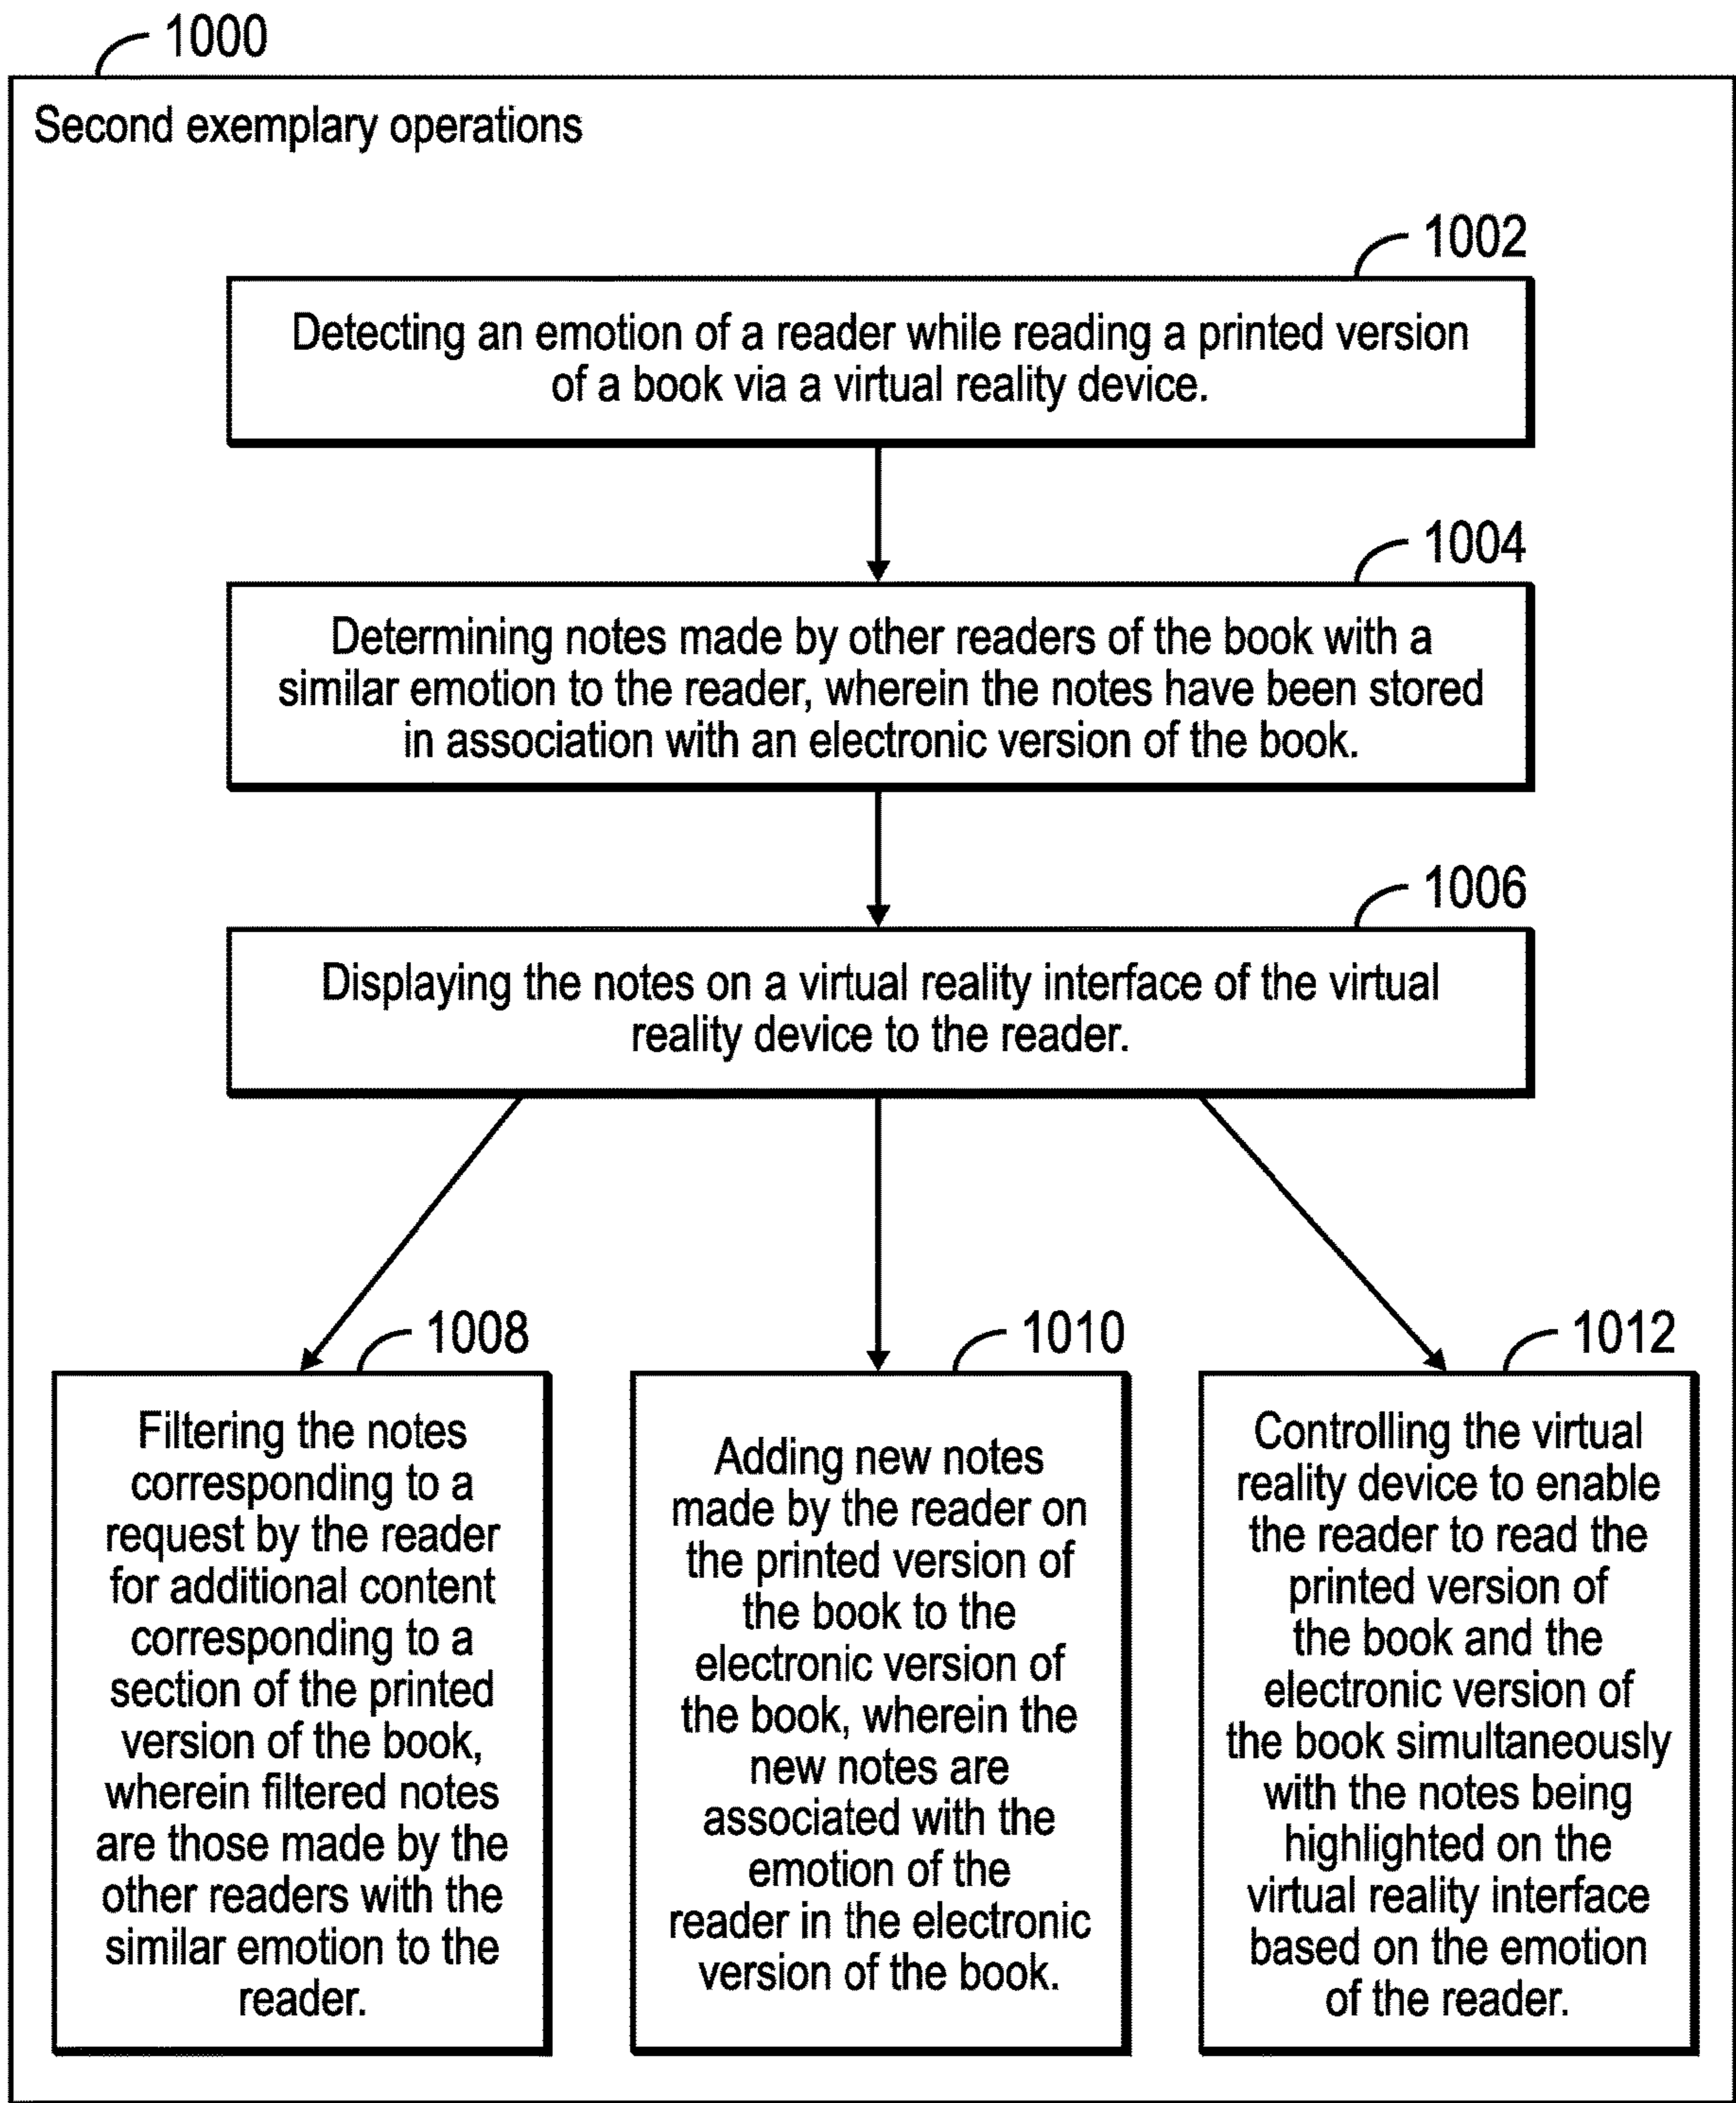 1000
Second exemplary operations
1002
Detecting an emotion of a reader while reading a printed version
of a book via a virtual reality device.
1004
Determining notes made by other readers of the book with a
similar emotion to the reader, wherein the notes have been stored
in association with an electronic version of the book.
1006
Displaying the notes on a virtual reality interface of the virtual
reality device to the reader.
1008
Filtering the notes
corresponding to a
request by the reader
for additional content
corresponding to a
section of the printed
version of the book,
wherein filtered notes
are those made by the
other readers with the
similar emotion to the
reader.
1010
Adding new notes
made by the reader on
the printed version of
the book to the
electronic version of
the book, wherein the
new notes are
associated with the
emotion of the
reader in the electronic
version of the book.
1012
Controlling the virtual
reality device to enable
the reader to read the
printed version of
the book and the
electronic version of
the book simultaneously
with the notes being
highlighted on the
virtual reality interface
based on the emotion
of the reader.